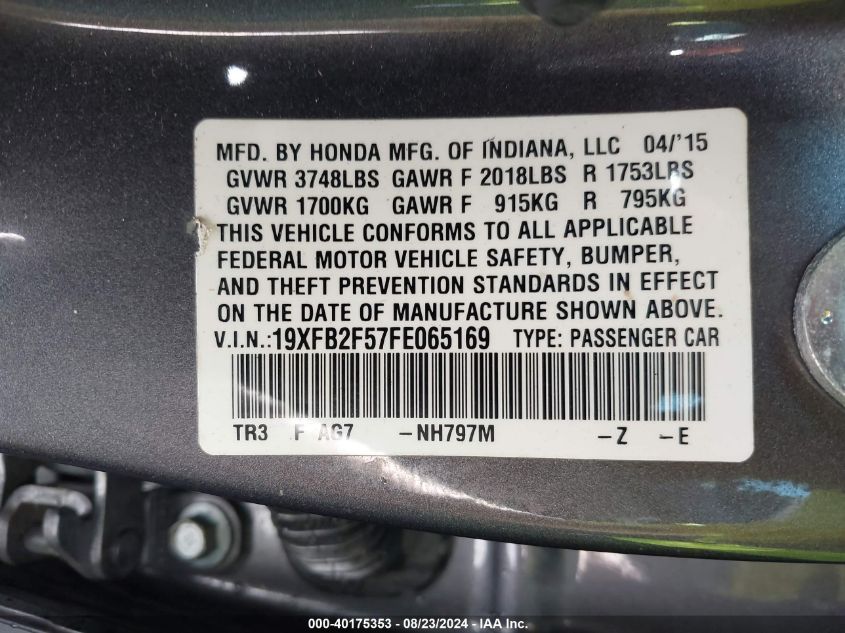 MFD. BY HONDA MFG. OF INDIANA, LLC 04/'15
GVWR 3748LBS GAWR F 2018LBS R 1753LBS
GVWR 1700KG GAWR F 915KG R 795KG
THIS VEHICLE CONFORMS TO ALL APPLICABLE
FEDERAL MOTOR VEHICLE SAFETY, BUMPER,
AND THEFT PREVENTION STANDARDS IN EFFECT
ON THE DATE OF MANUFACTURE SHOWN ABOVE.
V.I.N.:19XFB2F57FE065169 TYPE: PASSENGER CAR
TR3 F AG7 -NH797M -Z -E
000-40175353 - 08/23/2024 - IAA Inc.